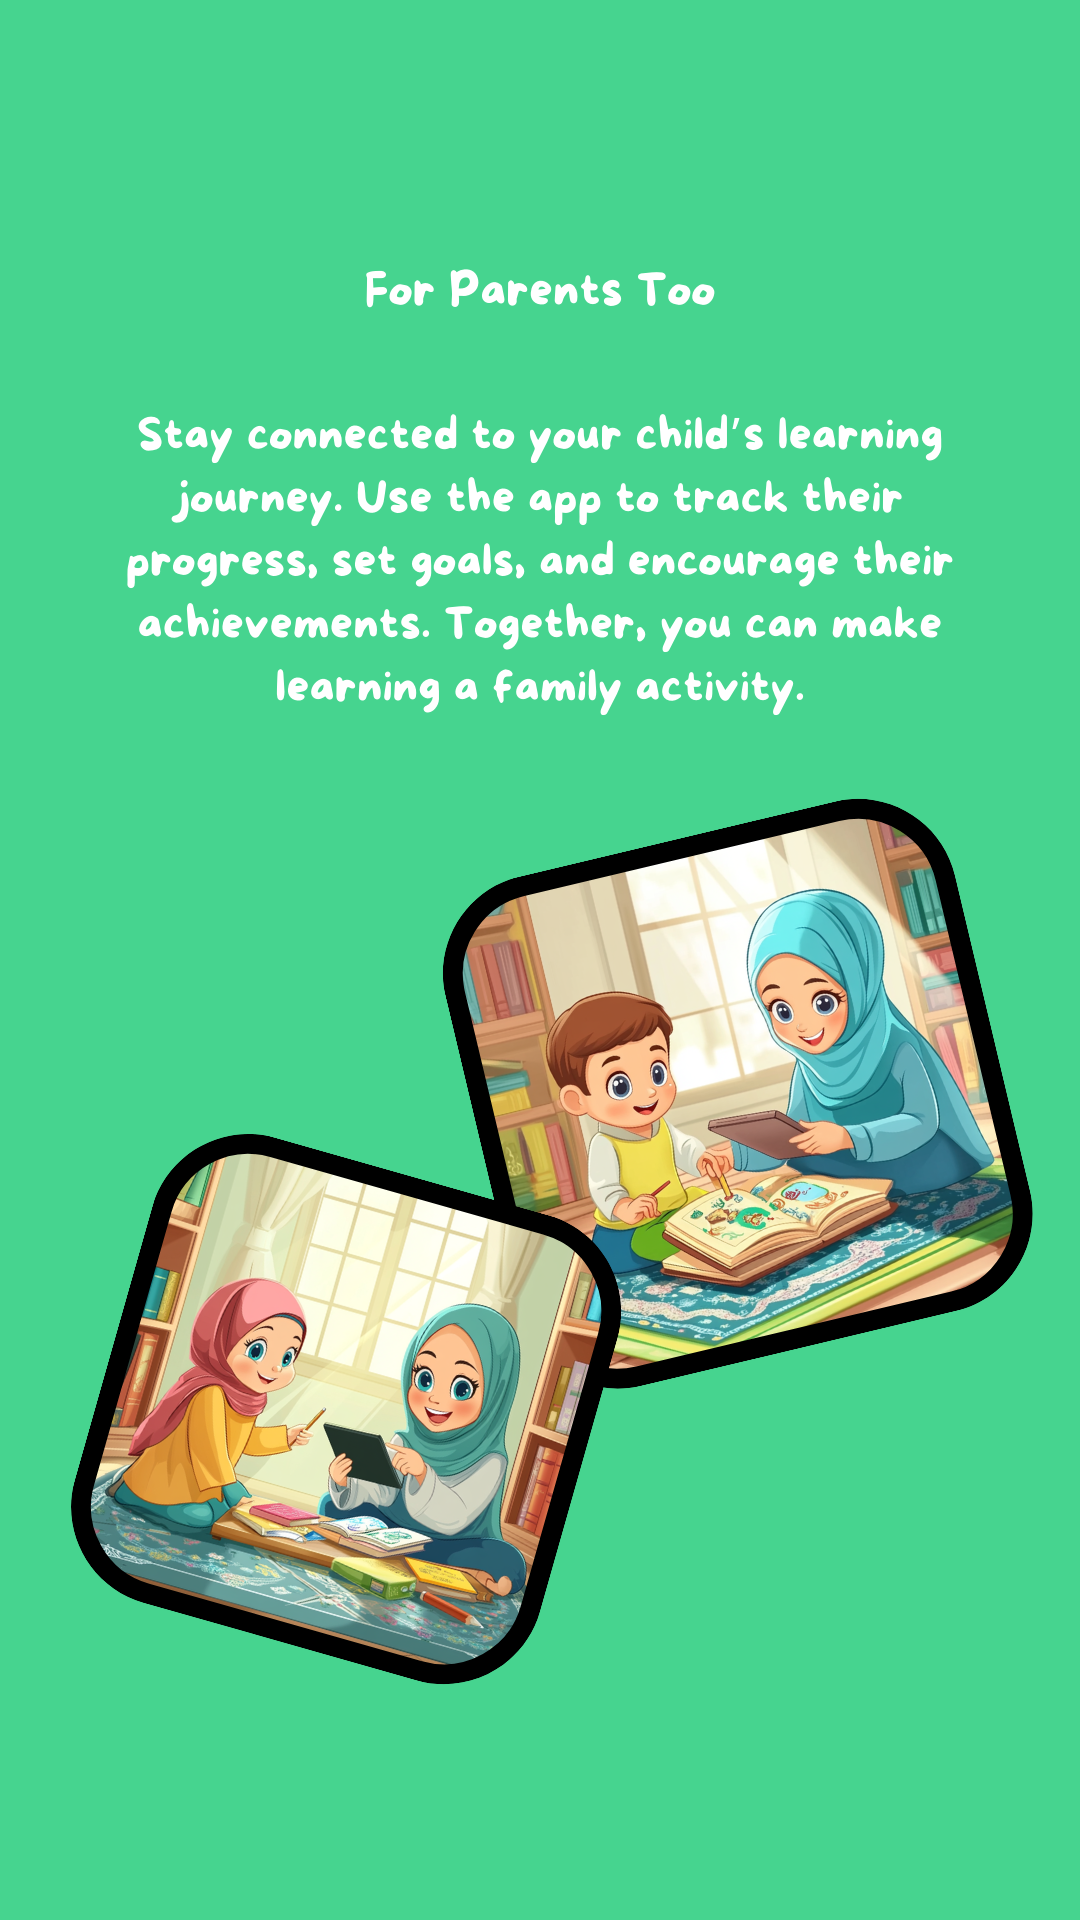 For Parents Too
Stay connected to your child's learning
journey. Use the app to track their
progress, set goals, and encourage their
achievements. Together, you can make
learning a family activity.